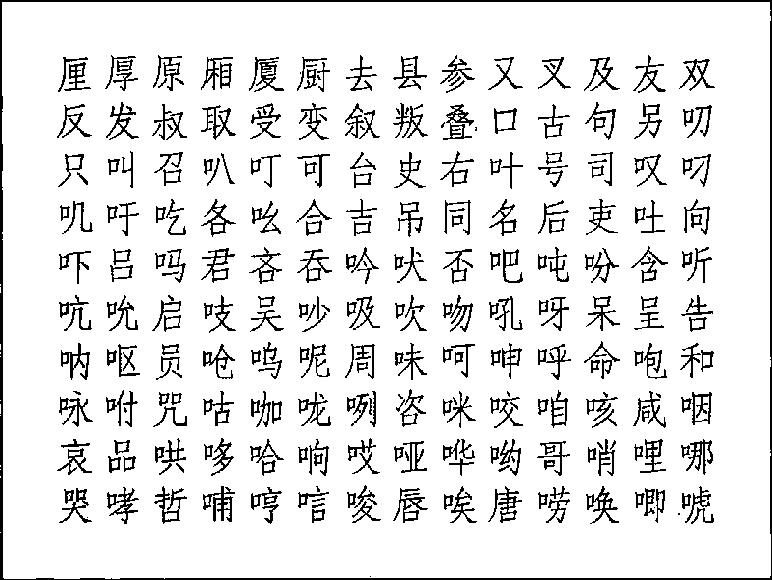 厘厚原厢厦厨去县参又叉及友双
反发叔取受变叙叛叠口古句另叨
只叫召叭叮可台史右叶号司叹叼
叽吁吃各吆合吉吊同名后吏吐向
吓吕吗君吝吞吟吠否吧吨吩含听
吭吮启吱吴吵吸吹吻吼呀呆呈告
呐呕员呛呜呢周味呵呻呼命咆和
咏咐咒咕咖咙咧咨咪咬咱咳咸咽
哀品哄哆哈响哎哑哗哟哥哨哩哪
哭哮哲哺哼唁唆唇唉唐唠唤唧唬